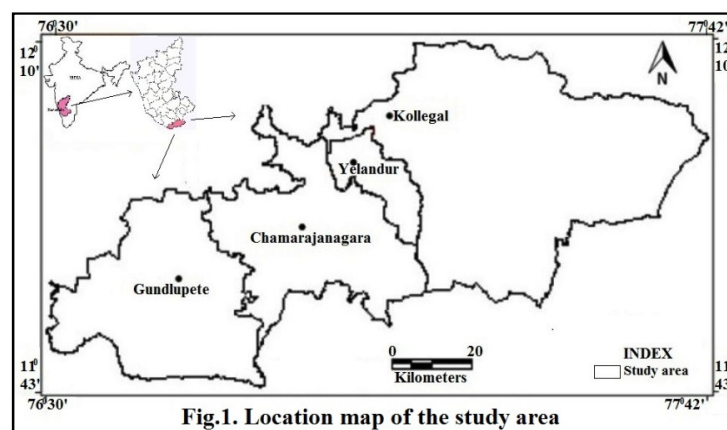 76°30'
77°42'
12°
10'
12°
10'
INDIA
N
Kollegal
Yelandur
Chamarajanagara
Gundlupete
0 20
Kilometers
INDEX
Study area
11°
43'
11°
43'
76°30'
77°42'
Fig.1. Location map of the study area